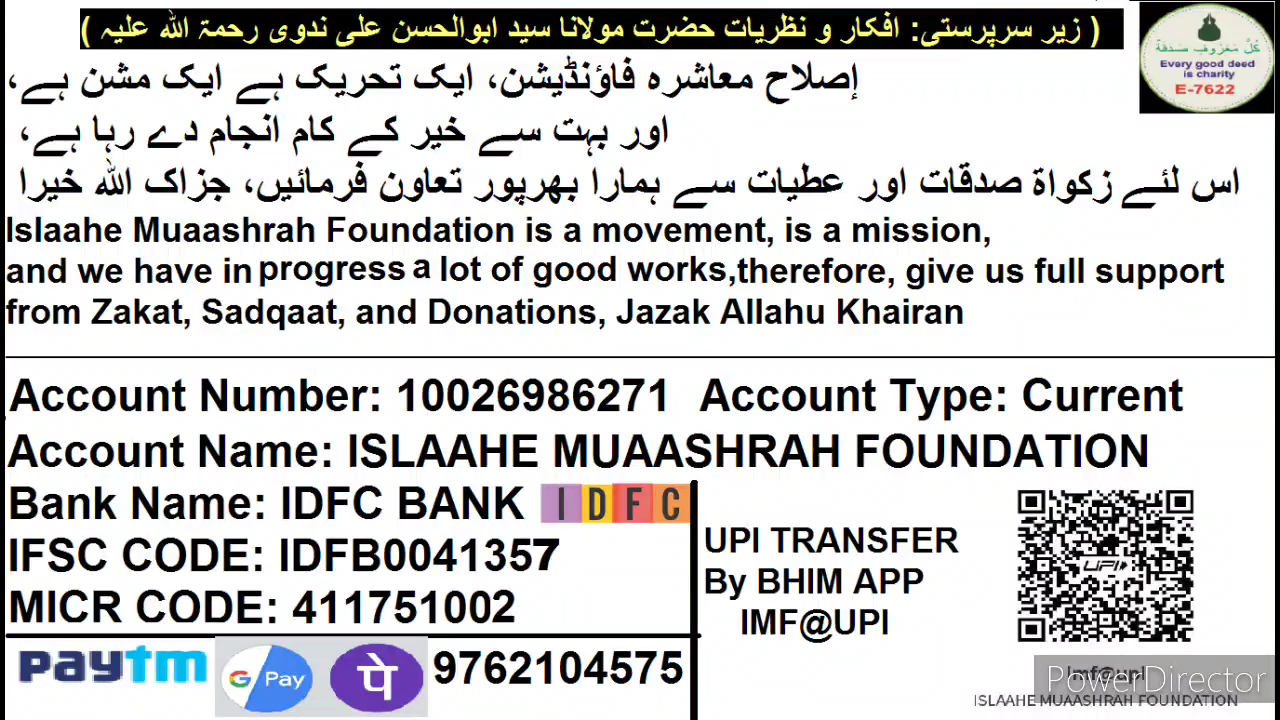 ( زیر سرپرستی: افکار و نظریات حضرت مولانا سید ابوالحسن علی ندوی رحمۃ اللہ علیہ )
كُلُّ مَعْرُوفٍ صَدَقَةٌ
Every good deed
is charity
E-7622
إصلاح معاشرہ فاؤنڈیشن، ایک تحریک ہے ایک مشن ہے،
اور بہت سے خیر کے کام انجام دے رہا ہے،
اس لئے زکواۃ صدقات اور عطیات سے ہمارا بھرپور تعاون فرمائیں، جزاک اللہ خیرا
Islaahe Muaashrah Foundation is a movement, is a mission,
and we have in progress a lot of good works,therefore, give us full support
from Zakat, Sadqaat, and Donations, Jazak Allahu Khairan
Account Number: 10026986271 Account Type: Current
Account Name: ISLAAHE MUAASHRAH FOUNDATION
Bank Name: IDFC BANK IDFC
IFSC CODE: IDFB0041357
MICR CODE: 411751002
UPI TRANSFER
By BHIM APP
IMF@UPI
UPI
paytm G Pay पे 9762104575
imf@upi
PowerDirector
ISLAAHE MUAASHRAH FOUNDATION